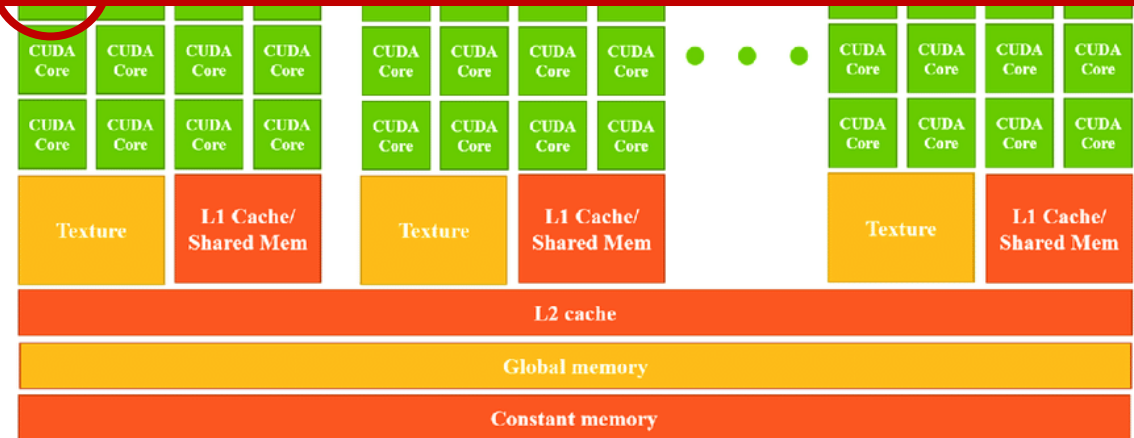 CUDA Core CUDA Core CUDA Core CUDA Core CUDA Core CUDA Core CUDA Core CUDA Core CUDA Core CUDA Core CUDA Core CUDA Core
CUDA Core CUDA Core CUDA Core CUDA Core CUDA Core CUDA Core CUDA Core CUDA Core CUDA Core CUDA Core CUDA Core CUDA Core
Texture L1 Cache/ Shared Mem Texture L1 Cache/ Shared Mem Texture L1 Cache/ Shared Mem
L2 cache
Global memory
Constant memory